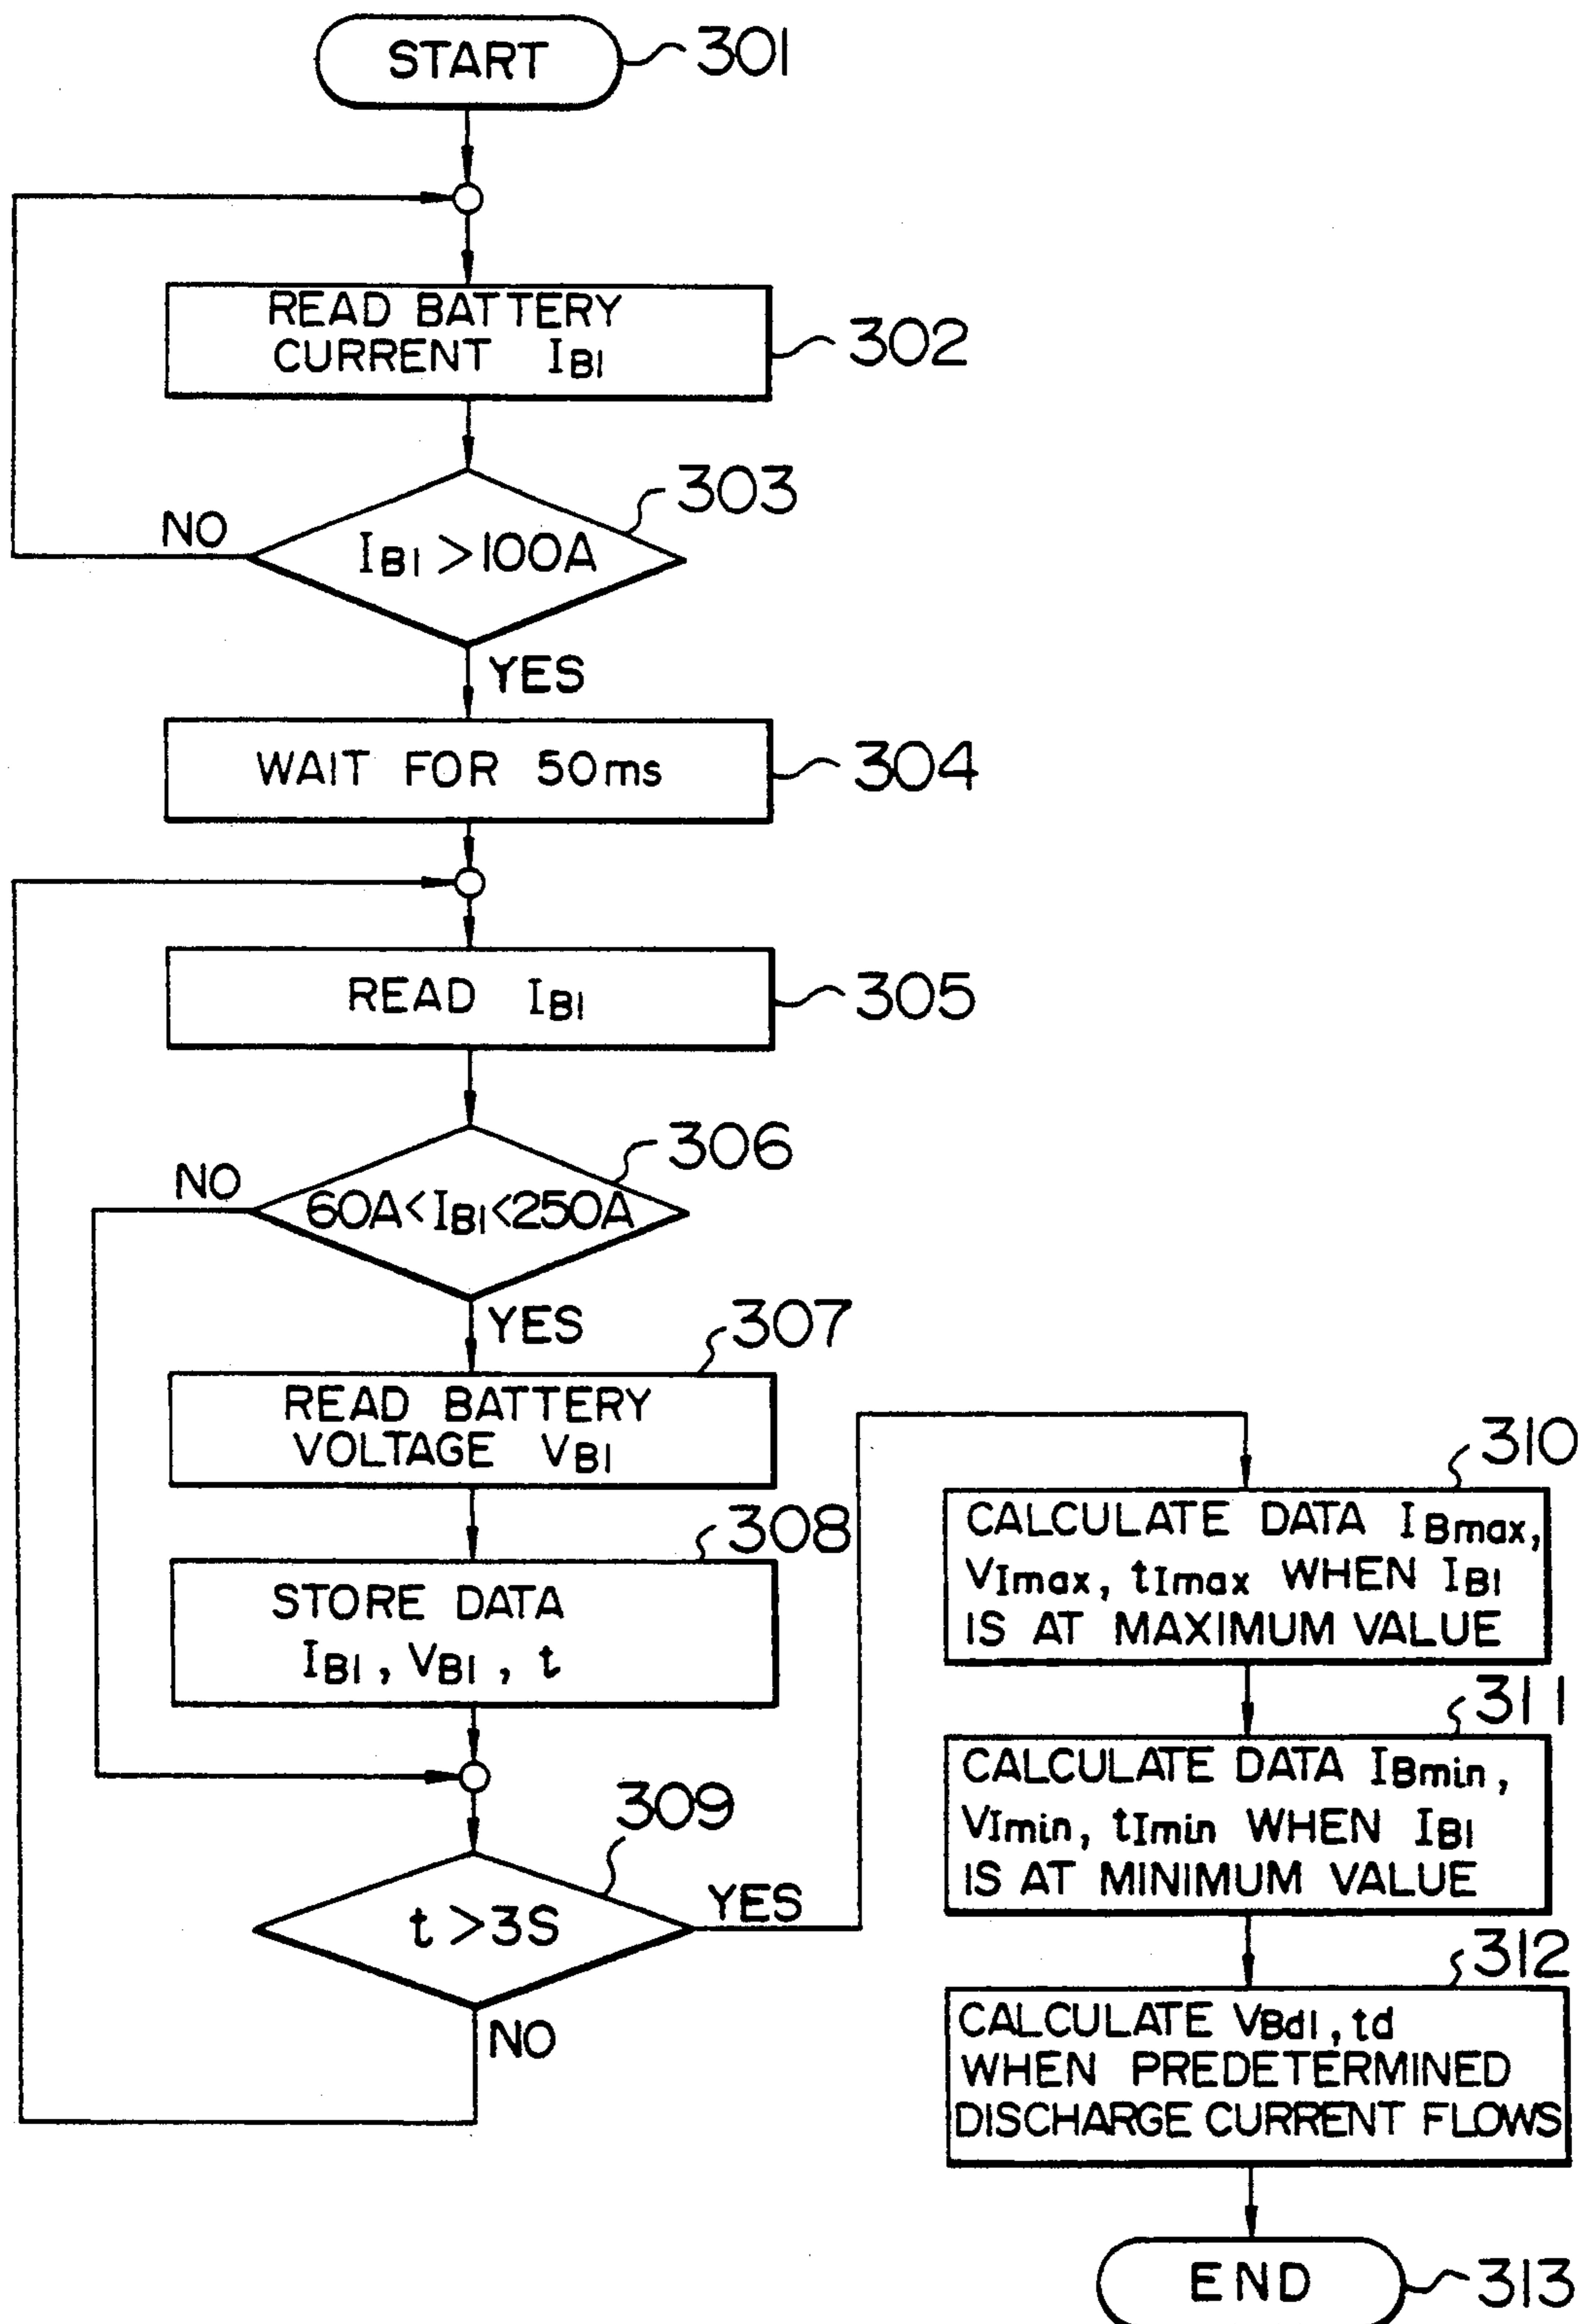 START
301
READ BATTERY
CURRENT IB1
302
303
IB1 > 100A
NO
YES
WAIT FOR 50ms
304
READ IB1
305
306
NO
60A < IB1 < 250A
YES
307
READ BATTERY
VOLTAGE VB1
308
STORE DATA
IB1, VB1, t
309
t > 3S
YES
NO
310
CALCULATE DATA IBmax,
VImax, tImax WHEN IB1
IS AT MAXIMUM VALUE
311
CALCULATE DATA IBmin,
VImin, tImin WHEN IB1
IS AT MINIMUM VALUE
312
CALCULATE VBd1, td
WHEN PREDETERMINED
DISCHARGE CURRENT FLOWS
END
313